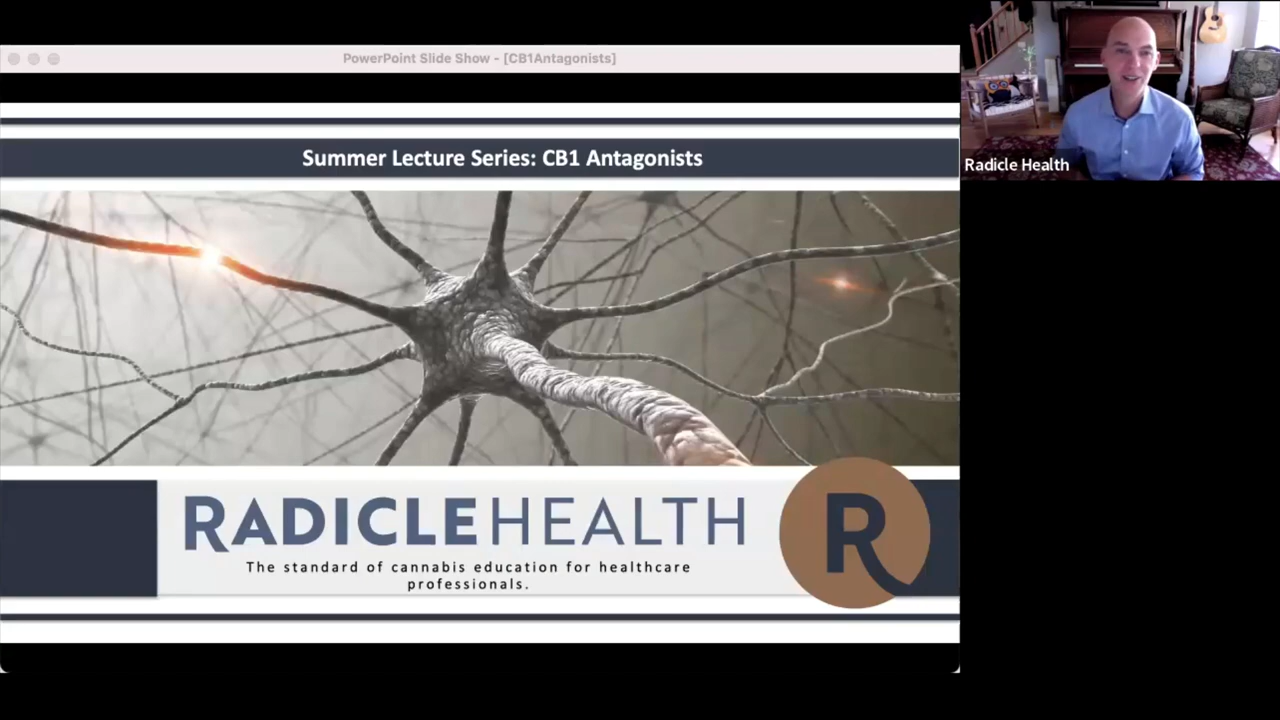 PowerPoint Slide Show - [CB1Antagonists]
Summer Lecture Series: CB1 Antagonists
Radicle Health
RADICLEHEALTH
The standard of cannabis education for healthcare
professionals.
R